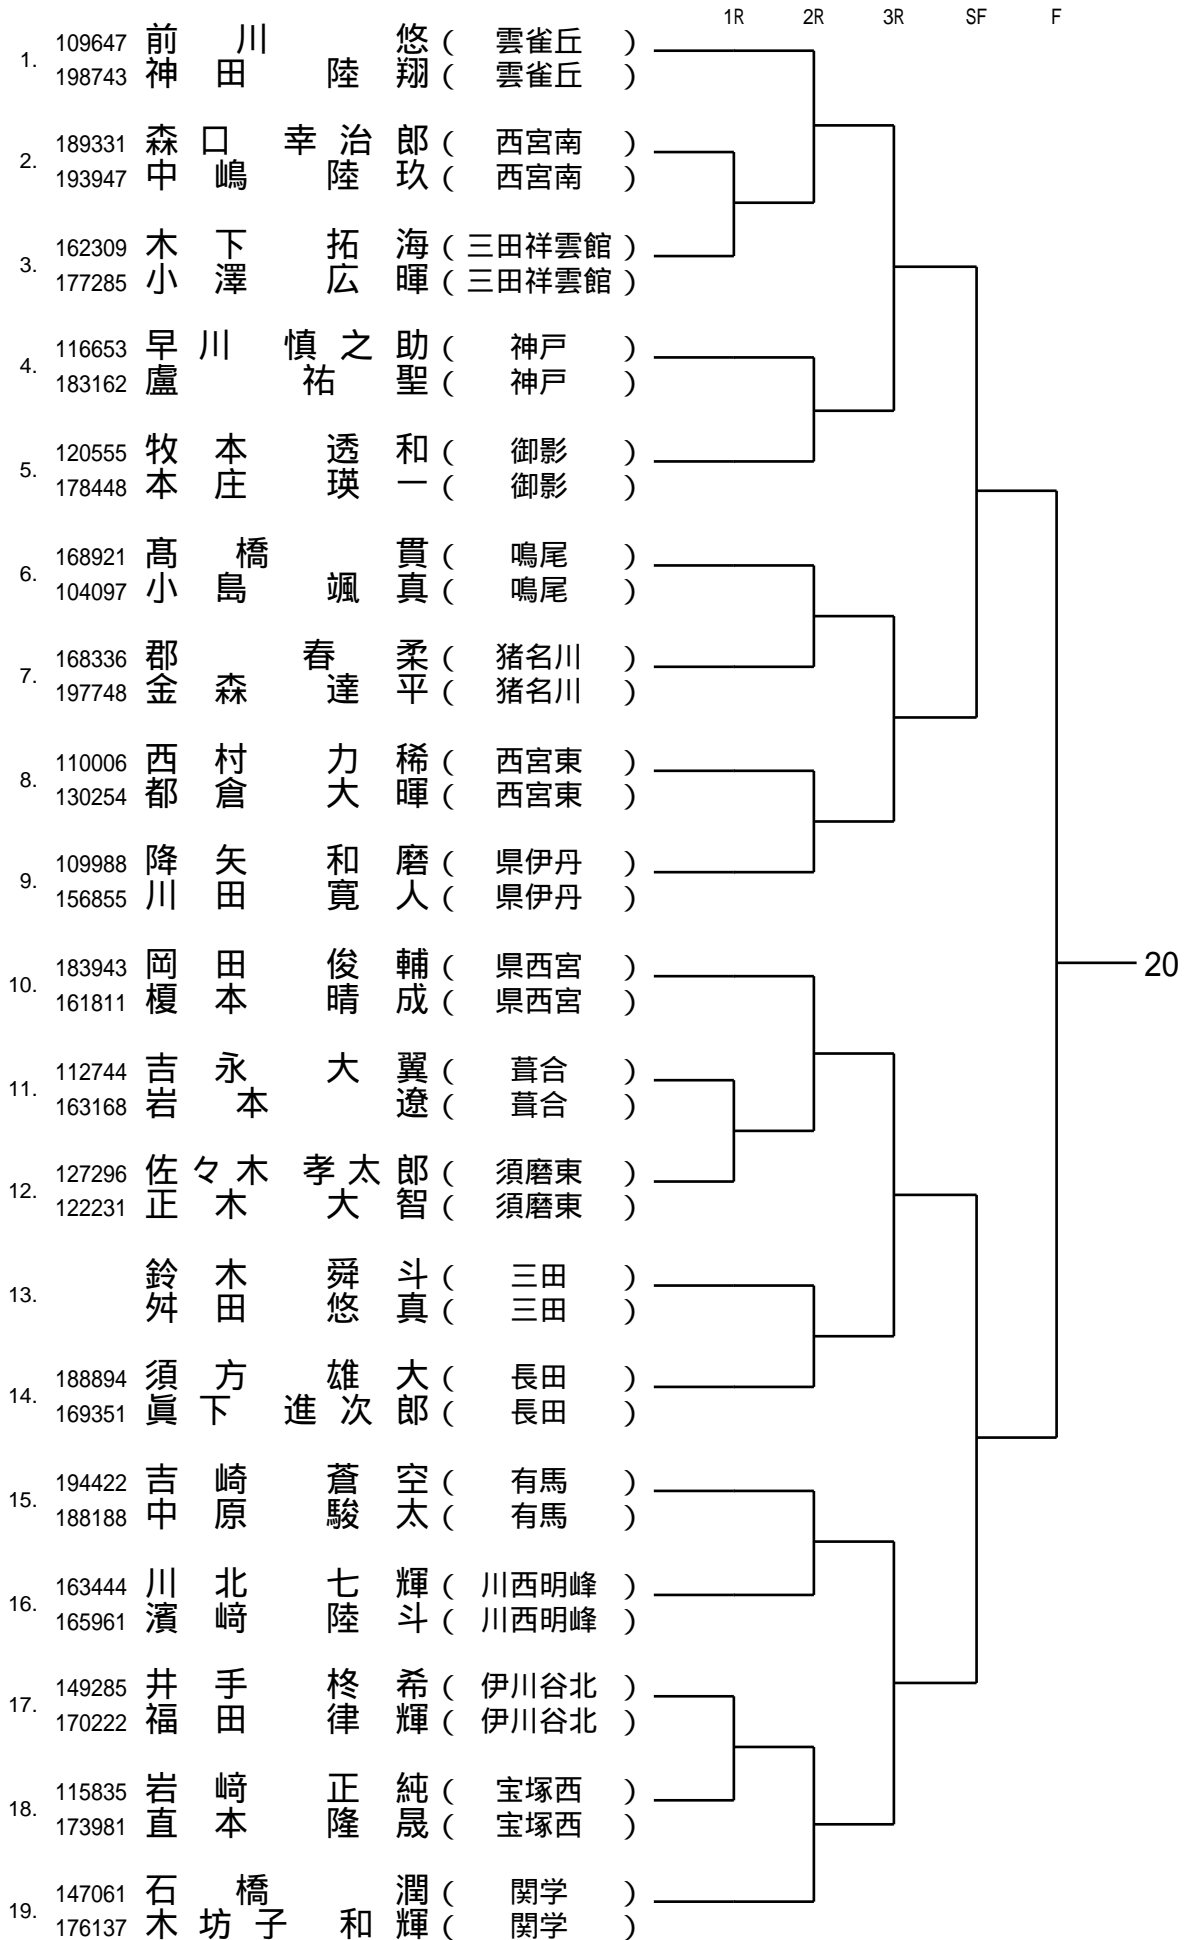 1R 2R 3R SF F
1. 109647 前川 悠 ( 雲雀丘 )
198743 神田 陸翔 ( 雲雀丘 )
2. 189331 森口 幸治郎 ( 西宮南 )
193947 中嶋 陸玖 ( 西宮南 )
3. 162309 木下 拓海 ( 三田祥雲館 )
177285 小澤 広暉 ( 三田祥雲館 )
4. 116653 早川 慎之助 ( 神戸 )
183162 盧 祐聖 ( 神戸 )
5. 120555 牧本 透和 ( 御影 )
178448 本庄 瑛一 ( 御影 )
6. 168921 髙橋 貫 ( 鳴尾 )
104097 小島 颯真 ( 鳴尾 )
7. 168336 郡 春柔 ( 猪名川 )
197748 金森 達平 ( 猪名川 )
8. 110006 西村 力稀 ( 西宮東 )
130254 都倉 大暉 ( 西宮東 )
9. 109988 降矢 和磨 ( 県伊丹 )
156855 川田 寛人 ( 県伊丹 )
10. 183943 岡田 俊輔 ( 県西宮 )
161811 榎本 晴成 ( 県西宮 )
20
11. 112744 吉永 大翼 ( 葺合 )
163168 岩本 遼 ( 葺合 )
12. 127296 佐々木 孝太郎 ( 須磨東 )
122231 正木 大智 ( 須磨東 )
13. 鈴木 舜斗 ( 三田 )
舛田 悠真 ( 三田 )
14. 188894 須方 雄大 ( 長田 )
169351 眞下 進次郎 ( 長田 )
15. 194422 吉崎 蒼空 ( 有馬 )
188188 中原 駿太 ( 有馬 )
16. 163444 川北 七輝 ( 川西明峰 )
165961 濱﨑 陸斗 ( 川西明峰 )
17. 149285 井手 柊希 ( 伊川谷北 )
170222 福田 律輝 ( 伊川谷北 )
18. 115835 岩﨑 正純 ( 宝塚西 )
173981 直本 隆晟 ( 宝塚西 )
19. 147061 石橋 潤 ( 関学 )
176137 木坊子 和輝 ( 関学 )